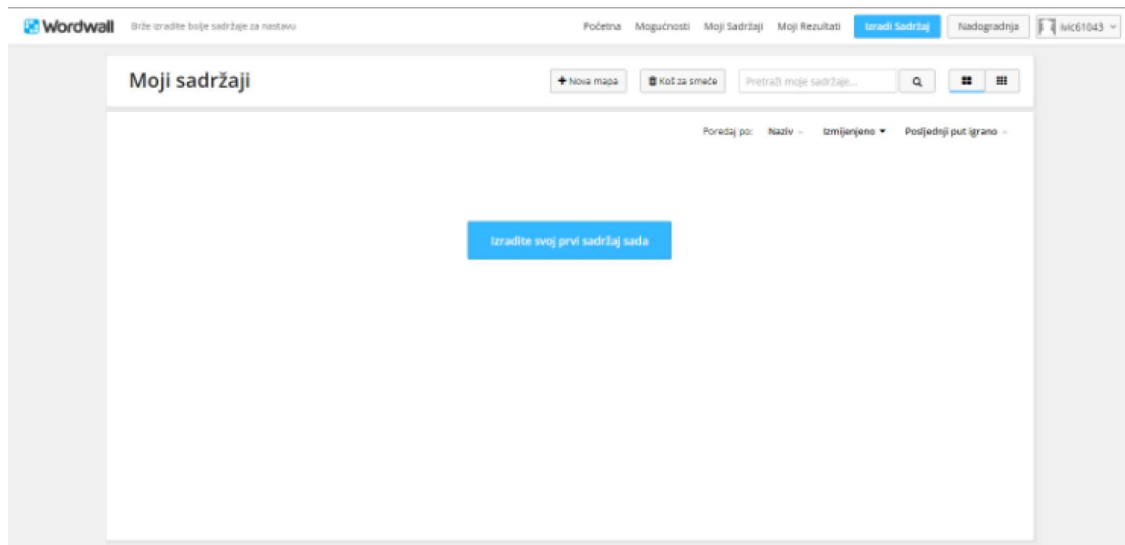 Wordwall Brže izradite bolje sadržaje za nastavu Početna Mogućnosti Moji Sadržaji Moji Rezultati Izradi Sadržaj Nadogradnja ivic61043
Moji sadržaji Nova mapa Koš za smeće Pretraži moje sadržaje...
Poredaj po: Naziv Izmijenjeno Posljednji put igrano
Izradite svoj prvi sadržaj sada